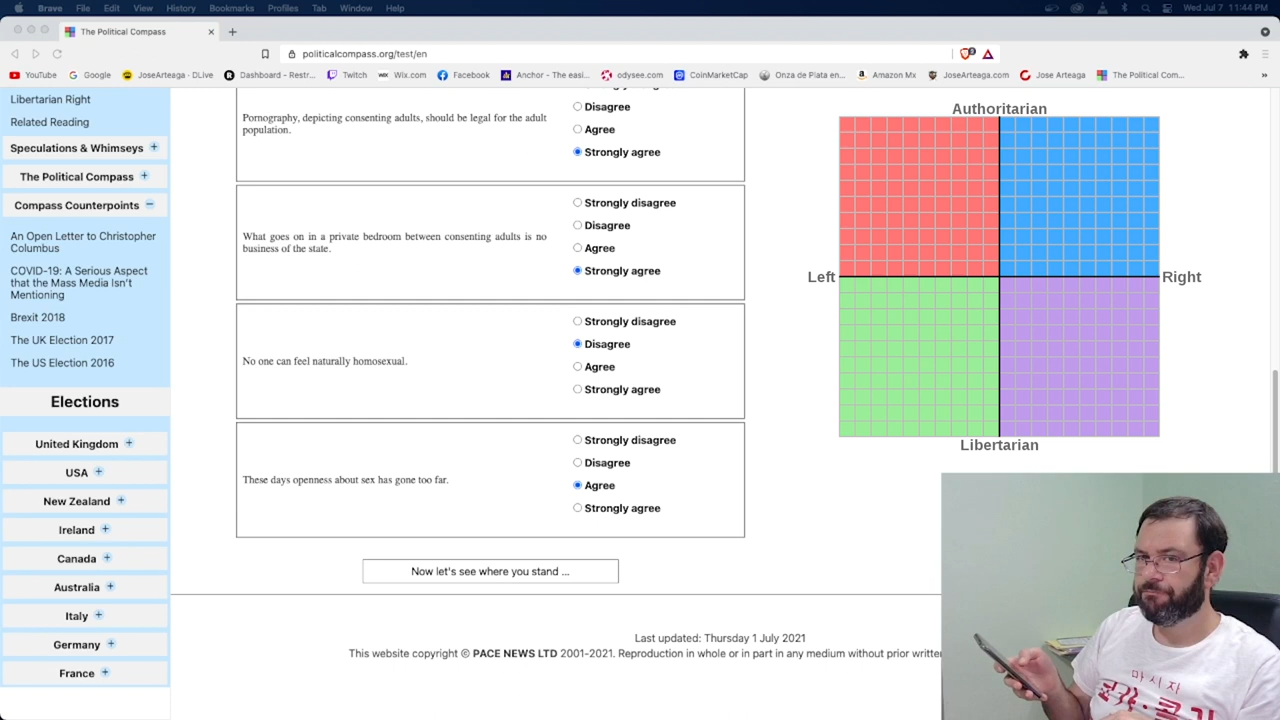 Brave File Edit View History Bookmarks Profiles Tab Window Help
Wed Jul 7 11:44 PM
The Political Compass
politicalcompass.org/test/en
YouTube Google JoseArteaga · DLive Dashboard - Restr... Twitch Wix.com Facebook Anchor - The easi... odysee.com CoinMarketCap Onza de Plata en... Amazon Mx JoseArteaga.com Jose Arteaga The Political Com...
Libertarian Right
Related Reading
Speculations & Whimseys +
The Political Compass +
Compass Counterpoints −
An Open Letter to Christopher
Columbus
COVID-19: A Serious Aspect
that the Mass Media Isn't
Mentioning
Brexit 2018
The UK Election 2017
The US Election 2016
Elections
United Kingdom +
USA +
New Zealand +
Ireland +
Canada +
Australia +
Italy +
Germany +
France +
Pornography, depicting consenting adults, should be legal for the adult
population.
Disagree
Agree
Strongly agree
What goes on in a private bedroom between consenting adults is no
business of the state.
Strongly disagree
Disagree
Agree
Strongly agree
No one can feel naturally homosexual.
Strongly disagree
Disagree
Agree
Strongly agree
These days openness about sex has gone too far.
Strongly disagree
Disagree
Agree
Strongly agree
Now let's see where you stand ...
Last updated: Thursday 1 July 2021
This website copyright © PACE NEWS LTD 2001-2021. Reproduction in whole or in part in any medium without prior
Authoritarian
Left
Right
Libertarian
마시자